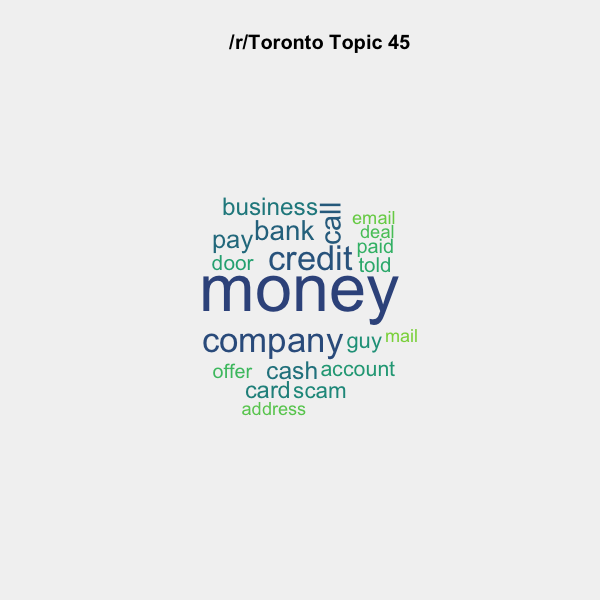 /r/Toronto Topic 45
business
call
email
bank
deal
pay
paid
credit
door
told
money
company
guy
mail
offer
cash
account
card
scam
address